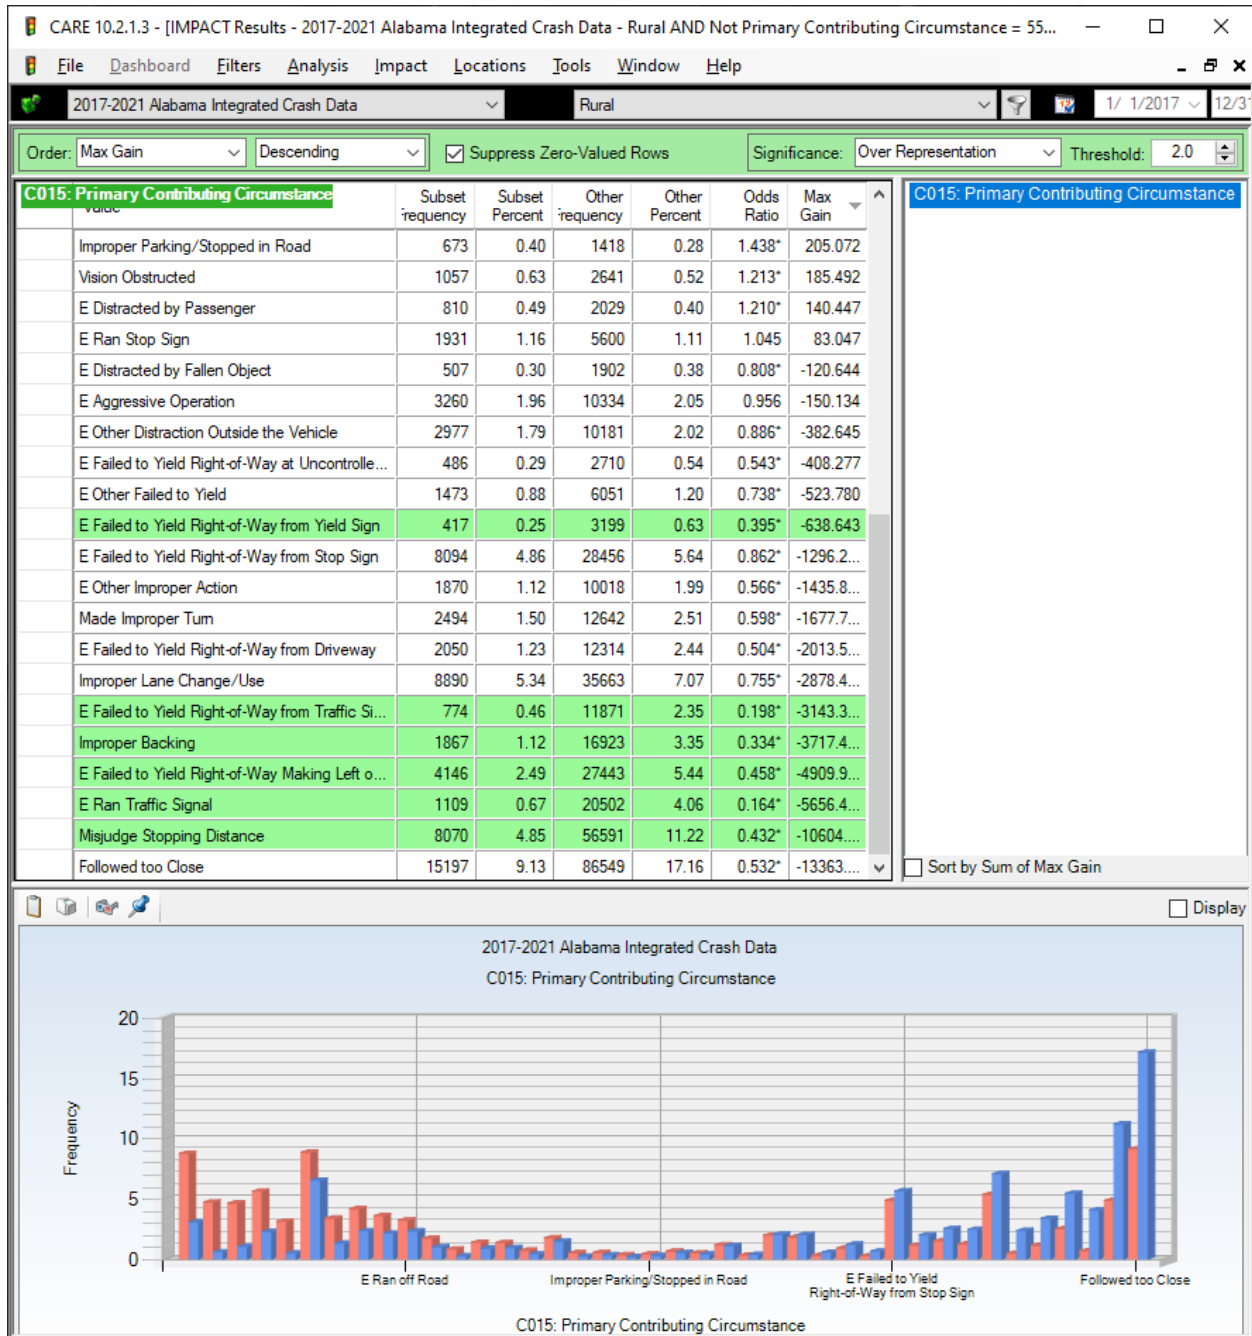 CARE 10.2.1.3 - [IMPACT Results - 2017-2021 Alabama Integrated Crash Data - Rural AND Not Primary Contributing Circumstance = 55...
File Dashboard Filters Analysis Impact Locations Tools Window Help
2017-2021 Alabama Integrated Crash Data Rural 1/ 1/2017 12/31
Order: Max Gain Descending Suppress Zero-Valued Rows Significance: Over Representation Threshold: 2.0
C015: Primary Contributing Circumstance Subset Frequency Subset Percent Other Frequency Other Percent Odds Ratio Max Gain
Improper Parking/Stopped in Road 673 0.40 1418 0.28 1.438* 205.072
Vision Obstructed 1057 0.63 2641 0.52 1.213* 185.492
E Distracted by Passenger 810 0.49 2029 0.40 1.210* 140.447
E Ran Stop Sign 1931 1.16 5600 1.11 1.045 83.047
E Distracted by Fallen Object 507 0.30 1902 0.38 0.808* -120.644
E Aggressive Operation 3260 1.96 10334 2.05 0.956 -150.134
E Other Distraction Outside the Vehicle 2977 1.79 10181 2.02 0.886* -382.645
E Failed to Yield Right-of-Way at Uncontrolle... 486 0.29 2710 0.54 0.543* -408.277
E Other Failed to Yield 1473 0.88 6051 1.20 0.738* -523.780
E Failed to Yield Right-of-Way from Yield Sign 417 0.25 3199 0.63 0.395* -638.643
E Failed to Yield Right-of-Way from Stop Sign 8094 4.86 28456 5.64 0.862* -1296.2...
E Other Improper Action 1870 1.12 10018 1.99 0.566* -1435.8...
Made Improper Turn 2494 1.50 12642 2.51 0.598* -1677.7...
E Failed to Yield Right-of-Way from Driveway 2050 1.23 12314 2.44 0.504* -2013.5...
Improper Lane Change/Use 8890 5.34 35663 7.07 0.755* -2878.4...
E Failed to Yield Right-of-Way from Traffic Si... 774 0.46 11871 2.35 0.198* -3143.3...
Improper Backing 1867 1.12 16923 3.35 0.334* -3717.4...
E Failed to Yield Right-of-Way Making Left o... 4146 2.49 27443 5.44 0.458* -4909.9...
E Ran Traffic Signal 1109 0.67 20502 4.06 0.164* -5656.4...
Misjudge Stopping Distance 8070 4.85 56591 11.22 0.432* -10604....
Followed too Close 15197 9.13 86549 17.16 0.532* -13363....
C015: Primary Contributing Circumstance
Sort by Sum of Max Gain
Display
2017-2021 Alabama Integrated Crash Data
C015: Primary Contributing Circumstance
Frequency
20
15
10
5
0
E Ran off Road
Improper Parking/Stopped in Road
E Failed to Yield
Right-of-Way from Stop Sign
Followed too Close
C015: Primary Contributing Circumstance